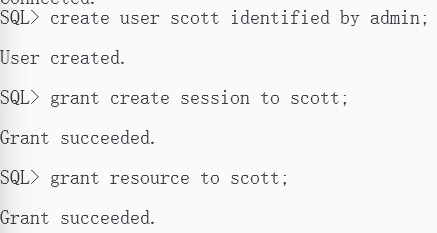 Connected.
SQL> create user scott identified by admin;
User created.
SQL> grant create session to scott;
Grant succeeded.
SQL> grant resource to scott;
Grant succeeded.